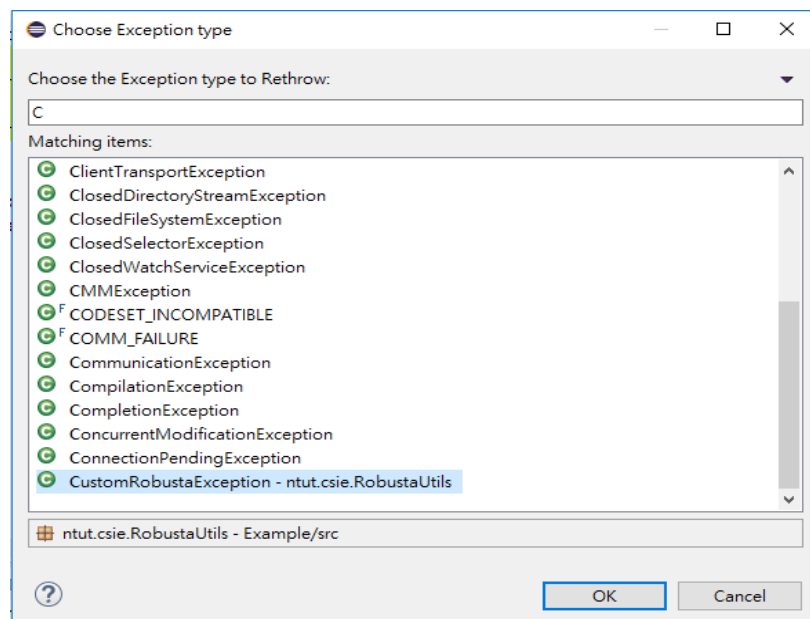 Choose Exception type
Choose the Exception type to Rethrow:
C
Matching items:
C ClientTransportException
C ClosedDirectoryStreamException
C ClosedFileSystemException
C ClosedSelectorException
C ClosedWatchServiceException
C CMMException
C F CODESET_INCOMPATIBLE
C F COMM_FAILURE
C CommunicationException
C CompilationException
C CompletionException
C ConcurrentModificationException
C ConnectionPendingException
C CustomRobustaException - ntut.csie.RobustaUtils
ntut.csie.RobustaUtils - Example/src
? OK Cancel